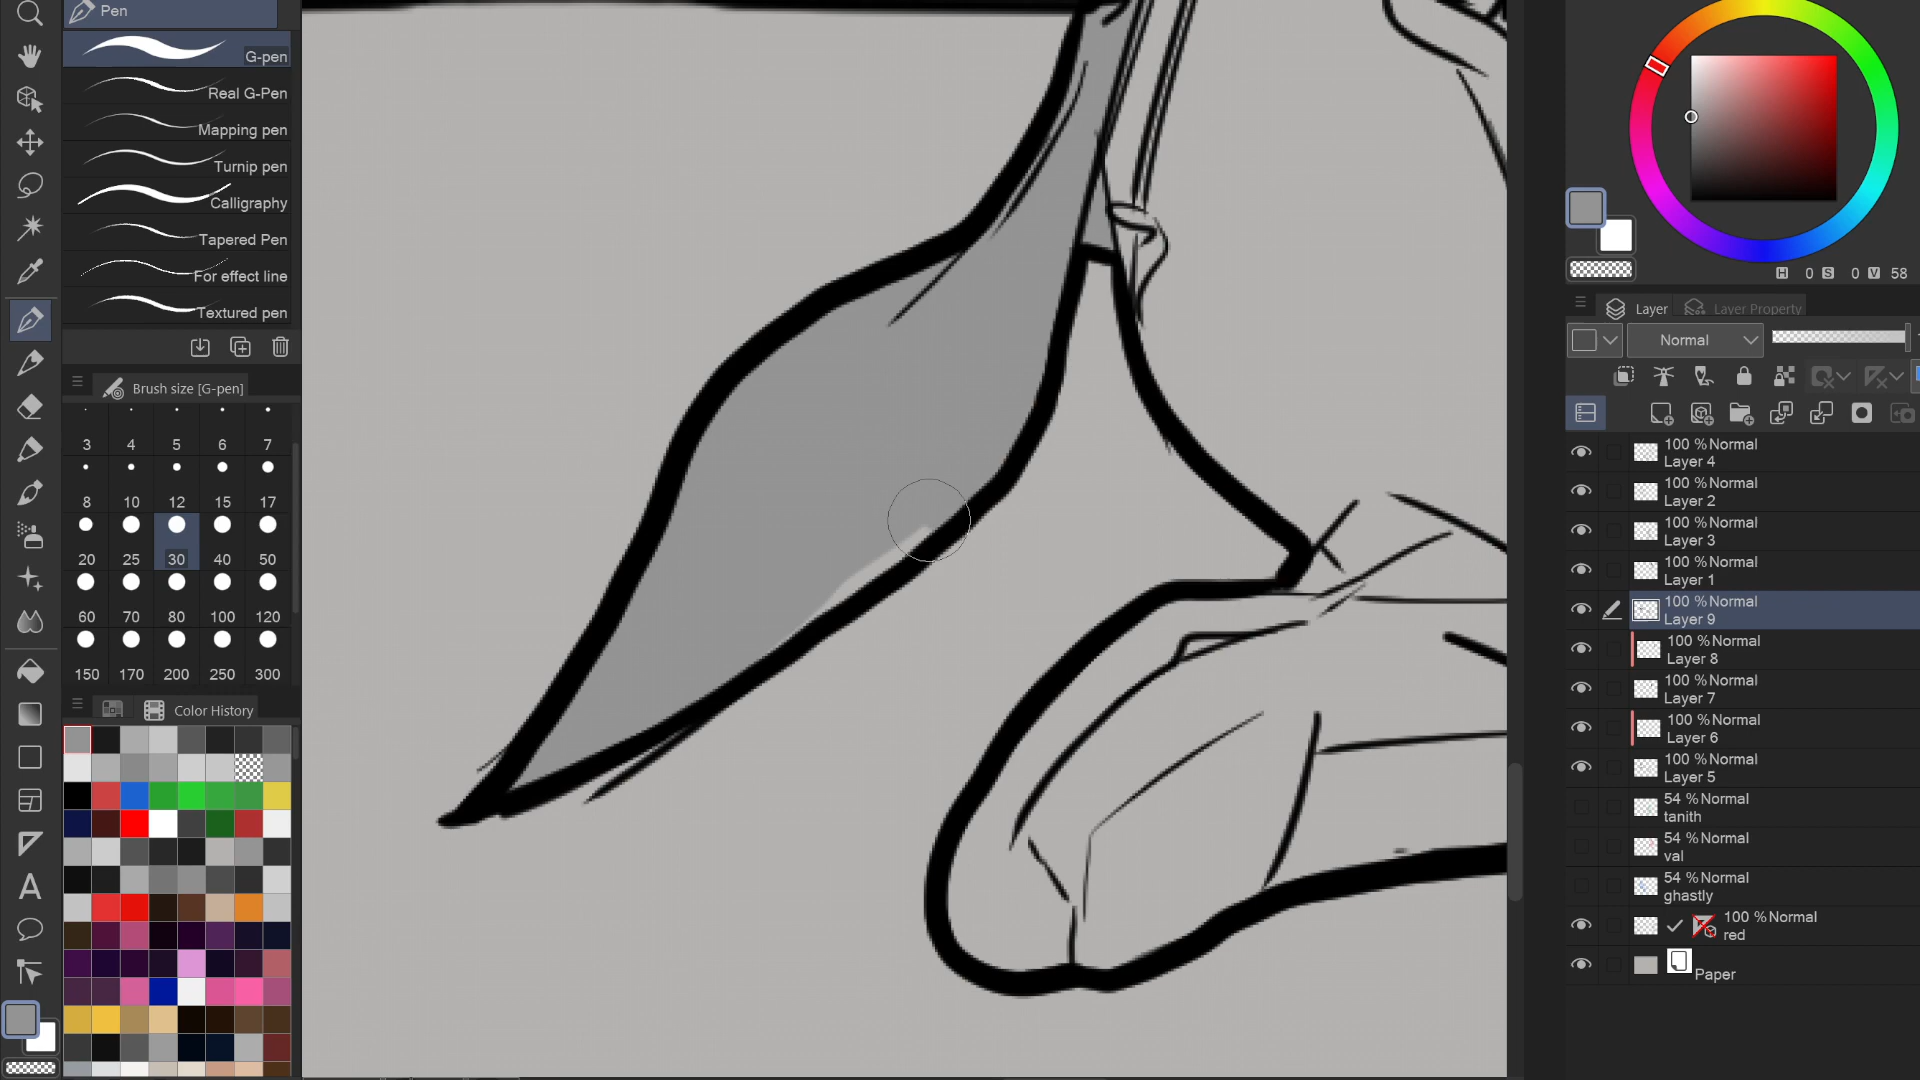 Pen
G-pen
Real G-Pen
Mapping pen
Turnip pen
Calligraphy
Tapered Pen
For effect line
Textured pen
Brush size [G-pen]
3 4 5 6 7
8 10 12 15 17
20 25 30 40 50
60 70 80 100 120
150 170 200 250 300
Color History
H 0 S 0 V 58
Layer Layer Property
Normal
100 %Normal
Layer 4
100 %Normal
Layer 2
100 %Normal
Layer 3
100 %Normal
Layer 1
100 %Normal
Layer 9
100 %Normal
Layer 8
100 %Normal
Layer 7
100 %Normal
Layer 6
100 %Normal
Layer 5
54 %Normal
tanith
54 %Normal
val
54 %Normal
ghastly
100 %Normal
red
Paper